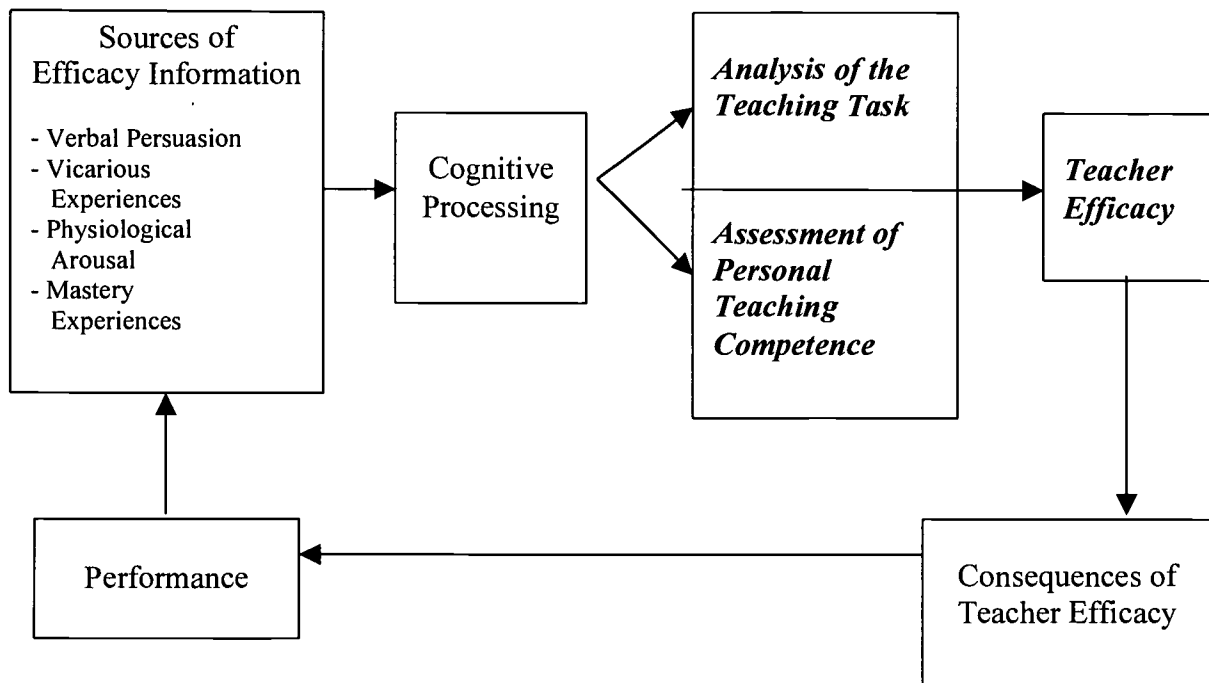 Sources of
Efficacy Information
- Verbal Persuasion
- Vicarious
Experiences
- Physiological
Arousal
- Mastery
Experiences
Cognitive
Processing
Analysis of the
Teaching Task
Assessment of
Personal
Teaching
Competence
Teacher
Efficacy
Consequences of
Teacher Efficacy
Performance